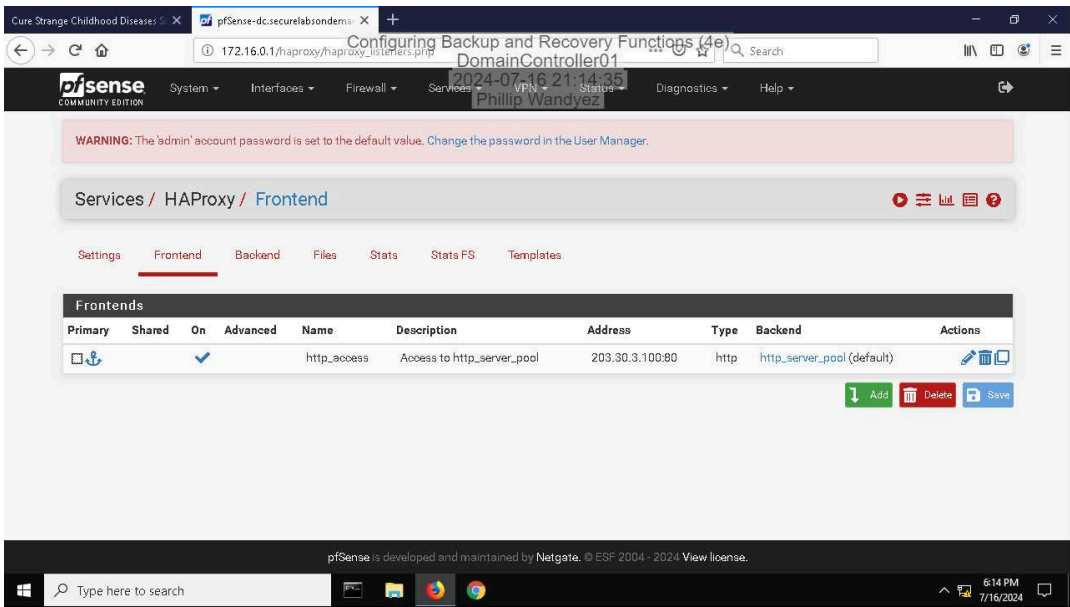 Cure Strange Childhood Diseases S
pfSense-dc.securelabsondemar
172.16.0.1/haproxy/haproxy_listeners.php
Search
Configuring Backup and Recovery Functions (4e)
DomainController01
2024-07-16 21:14:35
Phillip Wandyez
pfsense
COMMUNITY EDITION
System Interfaces Firewall Services VPN Status Diagnostics Help
WARNING: The 'admin' account password is set to the default value. Change the password in the User Manager.
Services / HAProxy / Frontend
Settings Frontend Backend Files Stats Stats FS Templates
Frontends
Primary Shared On Advanced Name Description Address Type Backend Actions
http_access Access to http_server_pool 203.30.3.100:80 http http_server_pool (default)
Add Delete Save
pfSense is developed and maintained by Netgate. © ESF 2004 - 2024 View license.
Type here to search
6:14 PM
7/16/2024